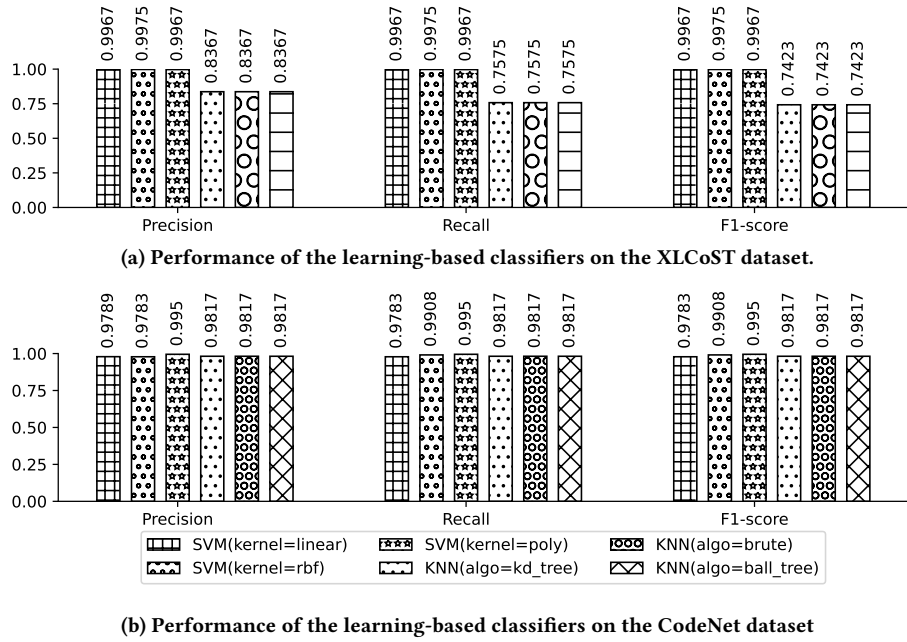 0.9967 0.9975 0.9967 0.8367 0.8367 0.8367 0.9967 0.9975 0.9967 0.7575 0.7575 0.7575 0.9967 0.9975 0.9967 0.7423 0.7423 0.7423
1.00
0.75
0.50
0.25
0.00
Precision Recall F1-score
(a) Performance of the learning-based classifiers on the XLCoST dataset.
0.9789 0.9783 0.995 0.9817 0.9817 0.9817 0.9783 0.9908 0.995 0.9817 0.9817 0.9817 0.9783 0.9908 0.995 0.9817 0.9817 0.9817
1.00
0.75
0.50
0.25
0.00
Precision Recall F1-score
SVM(kernel=linear) SVM(kernel=poly) KNN(algo=brute)
SVM(kernel=rbf) KNN(algo=kd_tree) KNN(algo=ball_tree)
(b) Performance of the learning-based classifiers on the CodeNet dataset